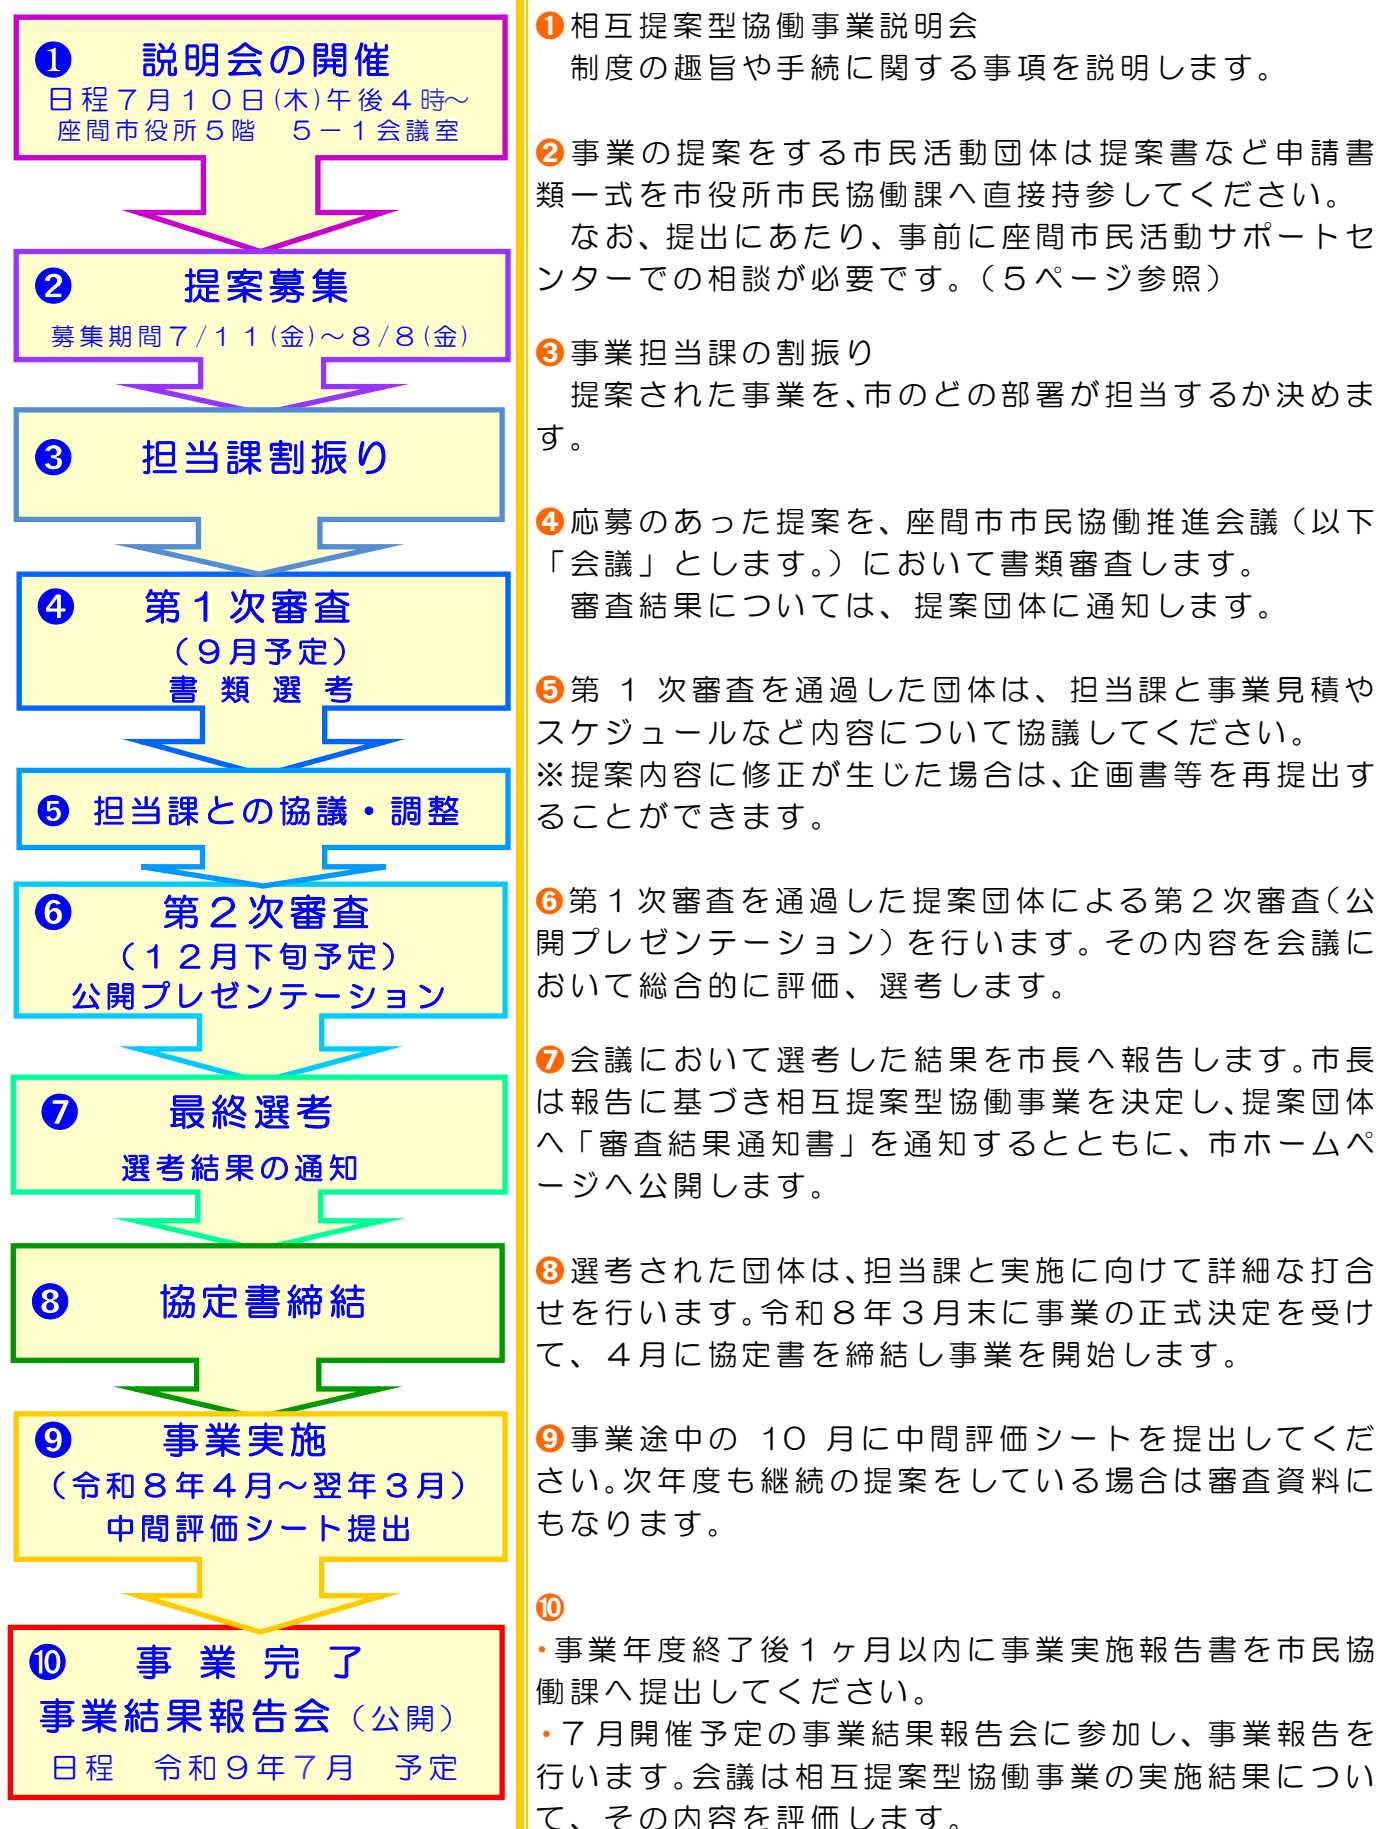 ❶ 説明会の開催
日程７月１０日(木)午後４時～
座間市役所５階　５－１会議室
❷ 提案募集
募集期間７/１１(金)～８/８(金)
❸ 担当課割振り
❹ 第１次審査
（９月予定）
書 類 選 考
❺ 担当課との協議・調整
❻ 第２次審査
（１２月下旬予定）
公開プレゼンテーション
❼ 最終選考
選考結果の通知
❽ 協定書締結
❾ 事業実施
（令和８年４月～翌年３月）
中間評価シート提出
❿ 事 業 完 了
事業結果報告会（公開）
日程　令和９年７月　予定
❶相互提案型協働事業説明会
制度の趣旨や手続に関する事項を説明します。
❷事業の提案をする市民活動団体は提案書など申請書
類一式を市役所市民協働課へ直接持参してください。
なお、提出にあたり、事前に座間市民活動サポートセ
ンターでの相談が必要です。（５ページ参照）
❸事業担当課の割振り
提案された事業を、市のどの部署が担当するか決めま
す。
❹応募のあった提案を、座間市市民協働推進会議（以下
「会議」とします。）において書類審査します。
審査結果については、提案団体に通知します。
❺第 1 次審査を通過した団体は、担当課と事業見積や
スケジュールなど内容について協議してください。
※提案内容に修正が生じた場合は、企画書等を再提出す
ることができます。
❻第１次審査を通過した提案団体による第２次審査（公
開プレゼンテーション）を行います。その内容を会議に
おいて総合的に評価、選考します。
❼会議において選考した結果を市長へ報告します。市長
は報告に基づき相互提案型協働事業を決定し、提案団体
へ「審査結果通知書」を通知するとともに、市ホームペ
ージへ公開します。
❽選考された団体は、担当課と実施に向けて詳細な打合
せを行います。令和８年３月末に事業の正式決定を受け
て、４月に協定書を締結し事業を開始します。
❾事業途中の 10 月に中間評価シートを提出してくだ
さい。次年度も継続の提案をしている場合は審査資料に
もなります。
❿
・事業年度終了後１ヶ月以内に事業実施報告書を市民協
働課へ提出してください。
・７月開催予定の事業結果報告会に参加し、事業報告を
行います。会議は相互提案型協働事業の実施結果につい
て、その内容を評価します。